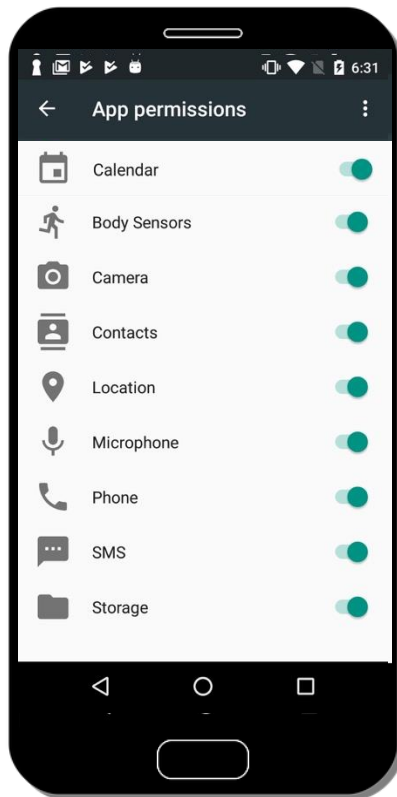 6:31
App permissions
Calendar
Body Sensors
Camera
Contacts
Location
Microphone
Phone
SMS
Storage